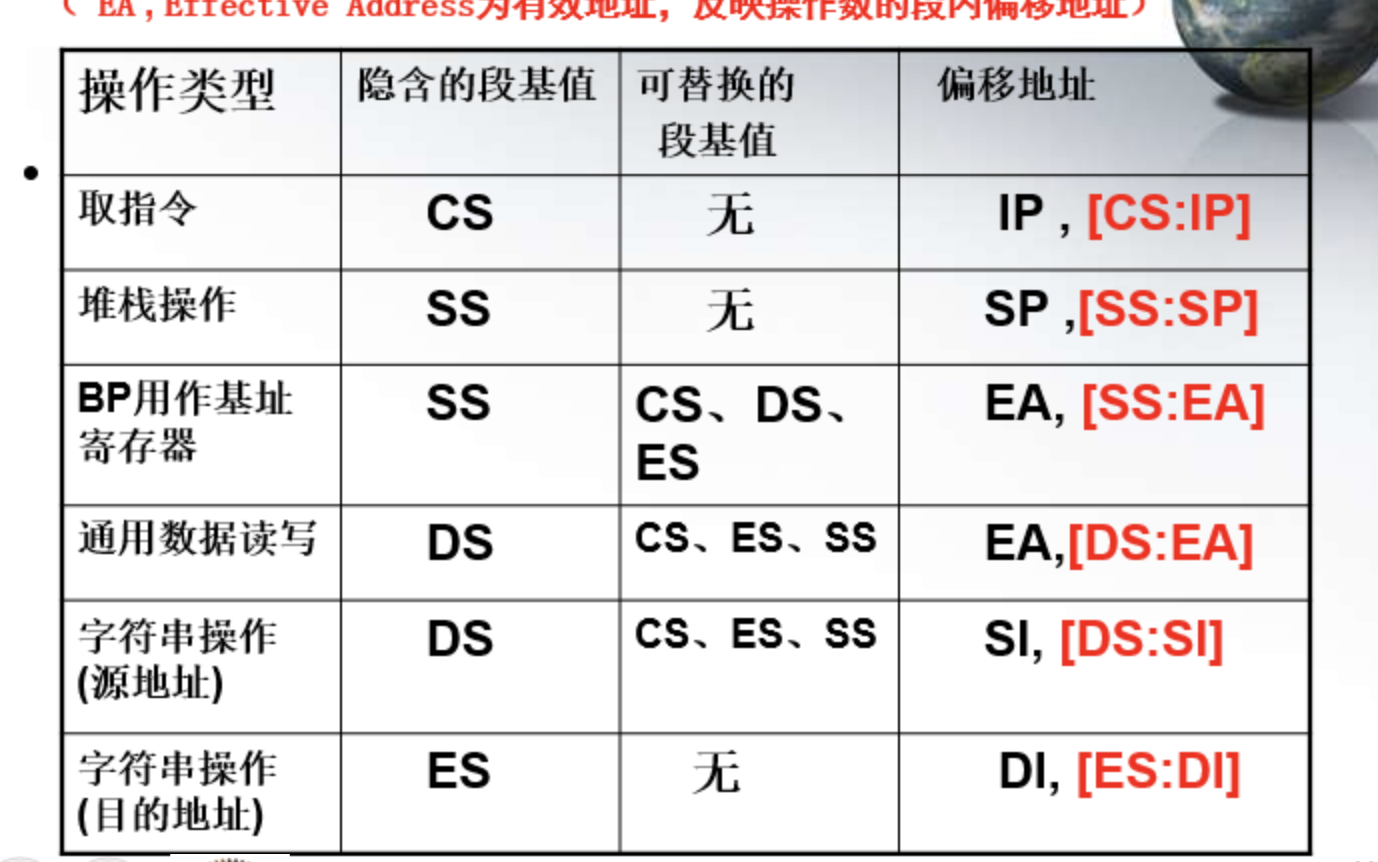 （ EA，Effective Address为有效地址，反映操作数的段内偏移地址）
操作类型 隐含的段基值 可替换的 偏移地址
段基值
取指令 CS 无 IP , [CS:IP]
堆栈操作 SS 无 SP ,[SS:SP]
BP用作基址 SS CS、DS、 EA, [SS:EA]
寄存器 ES
通用数据读写 DS CS、ES、SS EA,[DS:EA]
字符串操作 DS CS、ES、SS SI, [DS:SI]
(源地址)
字符串操作 ES 无 DI, [ES:DI]
(目的地址)